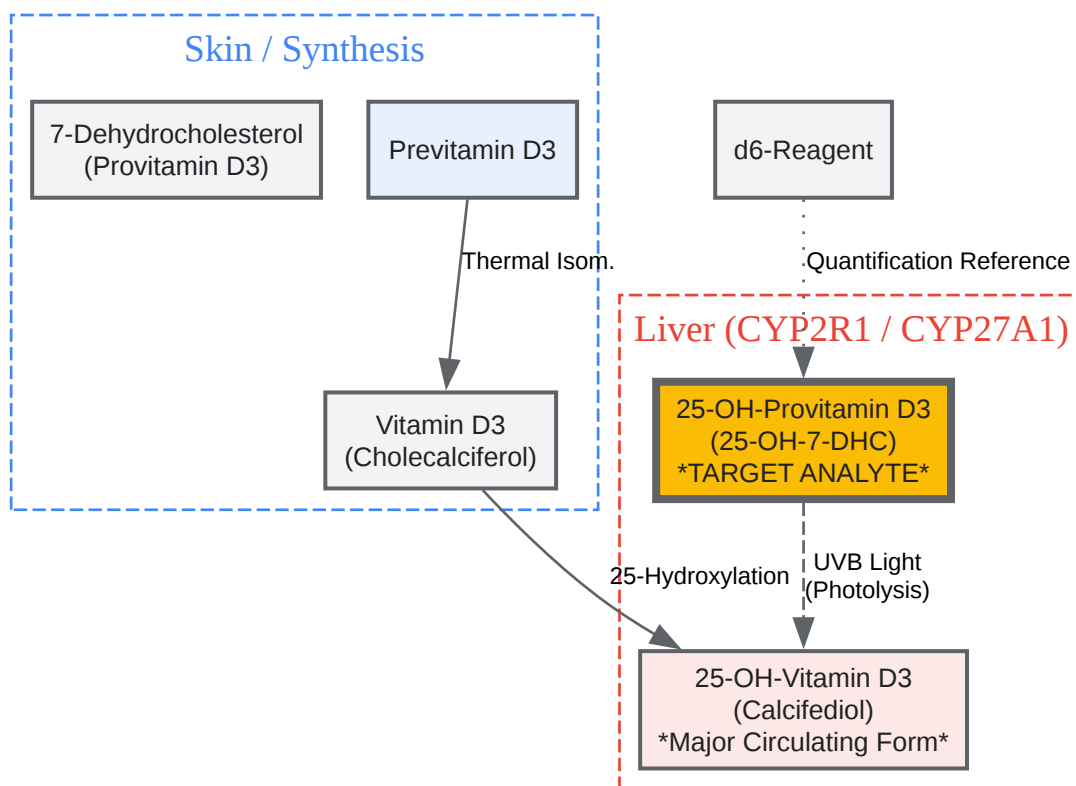 Skin / Synthesis
7-Dehydrocholesterol
(Provitamin D3)
Previtamin D3
d6-Reagent
Thermal Isom.
Quantification Reference
Liver (CYP2R1 / CYP27A1)
Vitamin D3
(Cholecalciferol)
25-OH-Provitamin D3
(25-OH-7-DHC)
*TARGET ANALYTE*
25-Hydroxylation
UVB Light
(Photolysis)
25-OH-Vitamin D3
(Calcifediol)
*Major Circulating Form*